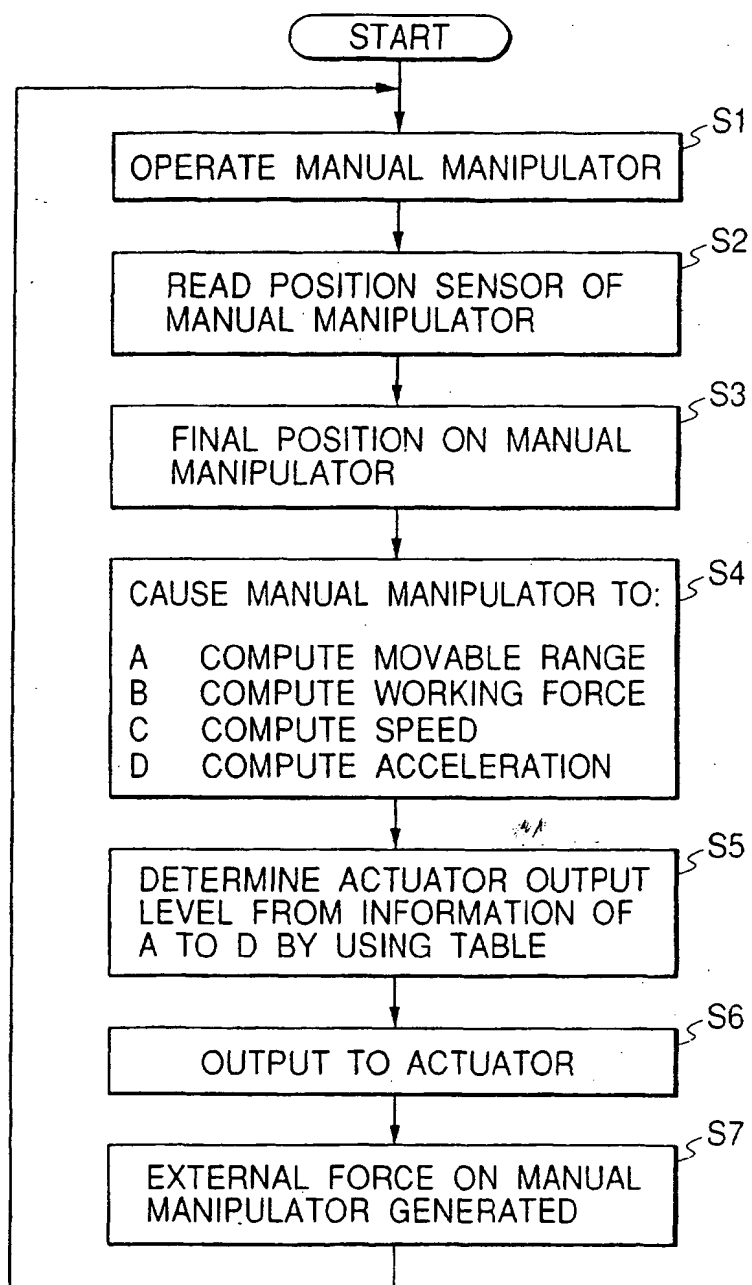 START
S1
OPERATE MANUAL MANIPULATOR
S2
READ POSITION SENSOR OF
MANUAL MANIPULATOR
S3
FINAL POSITION ON MANUAL
MANIPULATOR
S4
CAUSE MANUAL MANIPULATOR TO:
A COMPUTE MOVABLE RANGE
B COMPUTE WORKING FORCE
C COMPUTE SPEED
D COMPUTE ACCELERATION
S5
DETERMINE ACTUATOR OUTPUT
LEVEL FROM INFORMATION OF
A TO D BY USING TABLE
S6
OUTPUT TO ACTUATOR
S7
EXTERNAL FORCE ON MANUAL
MANIPULATOR GENERATED